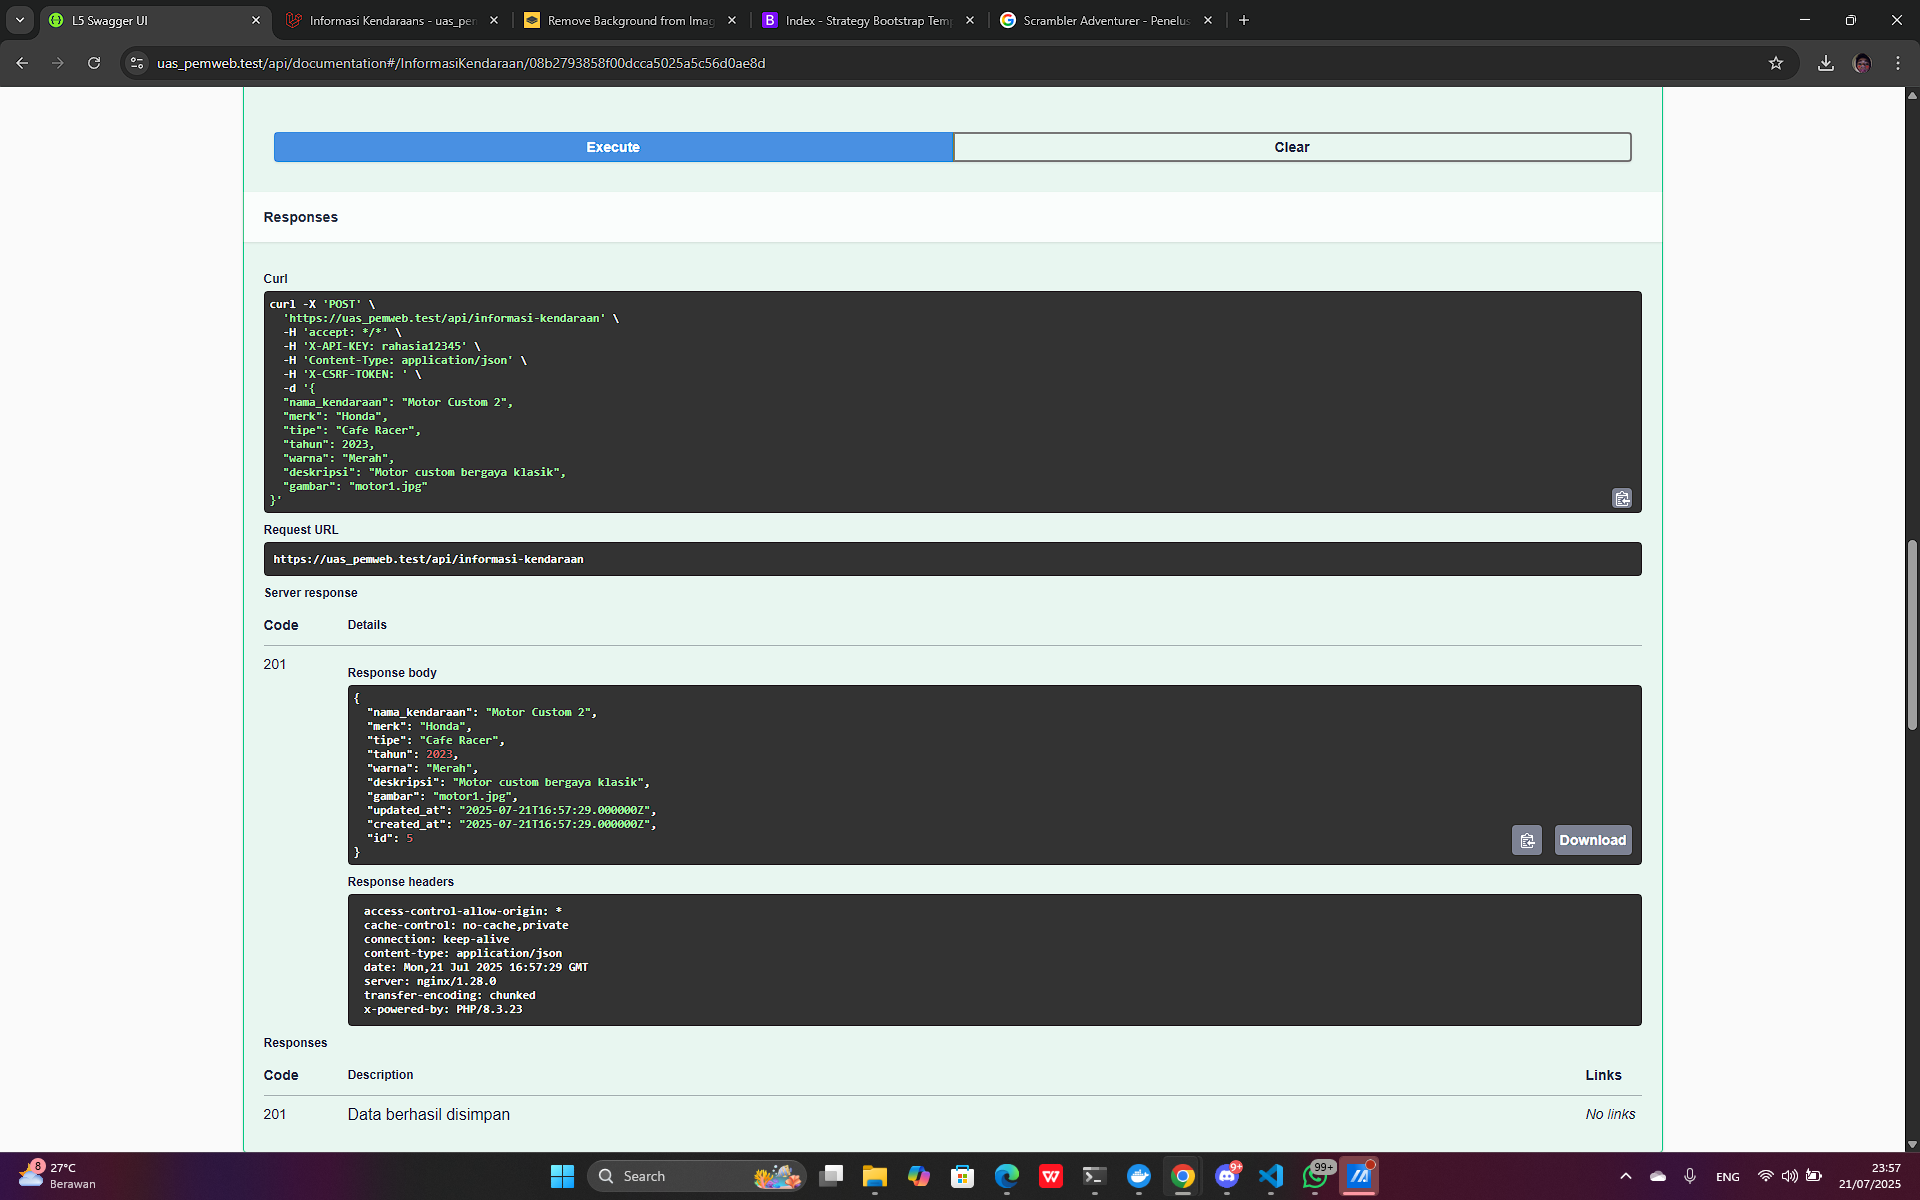 L5 Swagger UI
Informasi Kendaraans - uas_pen
Remove Background from Imag
Index - Strategy Bootstrap Temp
Scrambler Adventurer - Penelus
uas_pemweb.test/api/documentation#/InformasiKendaraan/08b2793858f00dcca5025a5c56d0ae8d
Execute
Clear
Responses
Curl
curl -X 'POST' \
'https://uas_pemweb.test/api/informasi-kendaraan' \
-H 'accept: */*' \
-H 'X-API-KEY: rahasia12345' \
-H 'Content-Type: application/json' \
-H 'X-CSRF-TOKEN: ' \
-d '{
"nama_kendaraan": "Motor Custom 2",
"merk": "Honda",
"tipe": "Cafe Racer",
"tahun": 2023,
"warna": "Merah",
"deskripsi": "Motor custom bergaya klasik",
"gambar": "motor1.jpg"
}'
Request URL
https://uas_pemweb.test/api/informasi-kendaraan
Server response
Code Details
201
Response body
{
"nama_kendaraan": "Motor Custom 2",
"merk": "Honda",
"tipe": "Cafe Racer",
"tahun": 2023,
"warna": "Merah",
"deskripsi": "Motor custom bergaya klasik",
"gambar": "motor1.jpg",
"updated_at": "2025-07-21T16:57:29.000000Z",
"created_at": "2025-07-21T16:57:29.000000Z",
"id": 5
}
Download
Response headers
access-control-allow-origin: *
cache-control: no-cache,private
connection: keep-alive
content-type: application/json
date: Mon,21 Jul 2025 16:57:29 GMT
server: nginx/1.28.0
transfer-encoding: chunked
x-powered-by: PHP/8.3.23
Responses
Code Description Links
201 Data berhasil disimpan No links
8
27°C
Berawan
Search
9+
99+
ENG
23:57
21/07/2025